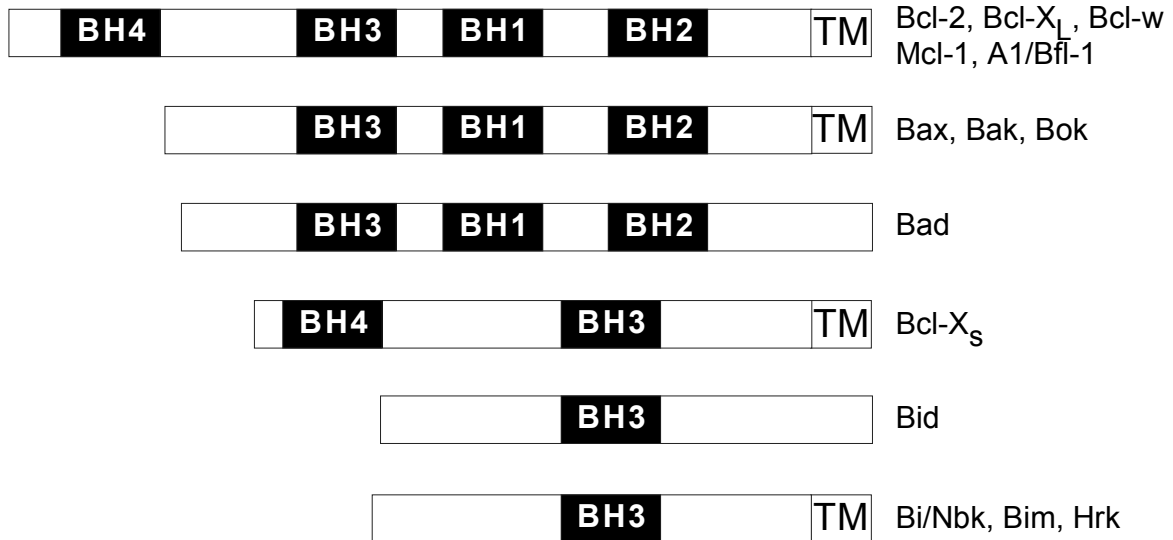 BH4 BH3 BH1 BH2 TM Bcl-2, Bcl-XL, Bcl-w
Mcl-1, A1/Bfl-1
BH3 BH1 BH2 TM Bax, Bak, Bok
BH3 BH1 BH2 Bad
BH4 BH3 TM Bcl-Xs
BH3 Bid
BH3 TM Bi/Nbk, Bim, Hrk